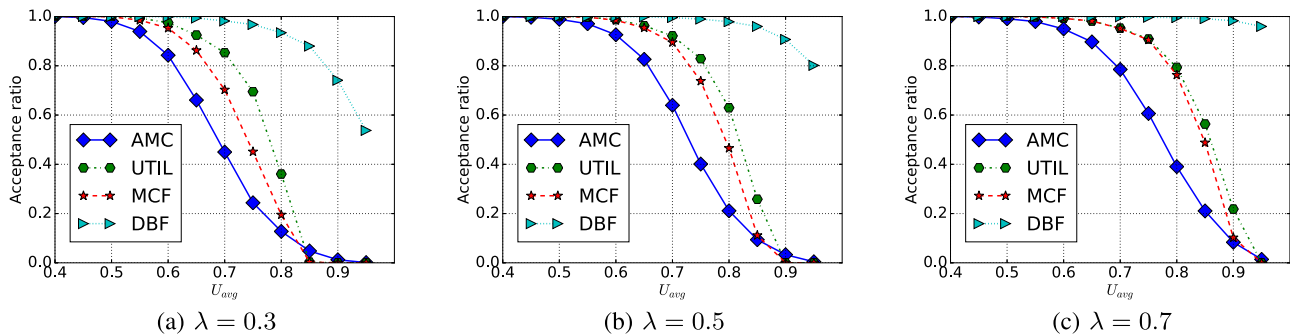 1.0
0.8
0.6
0.4
0.2
0.0
Acceptance ratio
AMC
UTIL
MCF
DBF
0.4 0.5 0.6 0.7 0.8 0.9
U_avg
(a) λ = 0.3
1.0
0.8
0.6
0.4
0.2
0.0
Acceptance ratio
AMC
UTIL
MCF
DBF
0.4 0.5 0.6 0.7 0.8 0.9
U_avg
(b) λ = 0.5
1.0
0.8
0.6
0.4
0.2
0.0
Acceptance ratio
AMC
UTIL
MCF
DBF
0.4 0.5 0.6 0.7 0.8 0.9
U_avg
(c) λ = 0.7